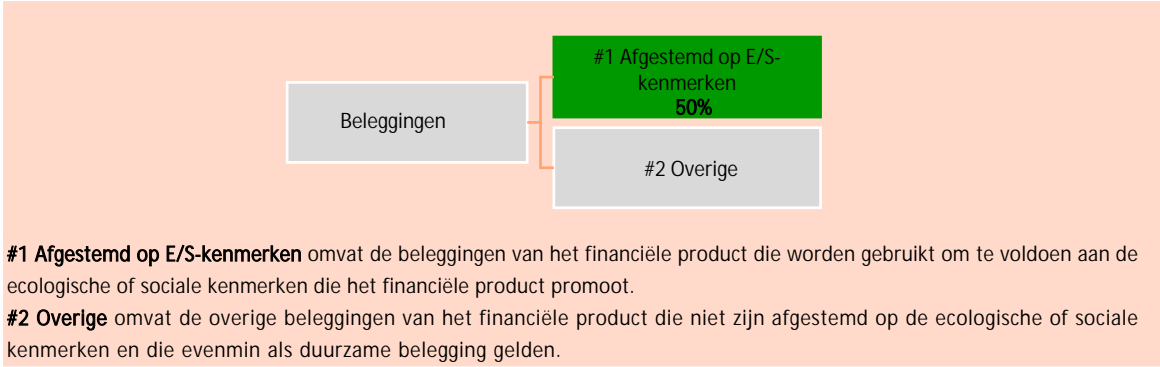 #1 Afgestemd op E/S-
kenmerken
50%
Beleggingen
#2 Overige
#1 Afgestemd op E/S-kenmerken omvat de beleggingen van het financiële product die worden gebruikt om te voldoen aan de
ecologische of sociale kenmerken die het financiële product promoot.
#2 Overige omvat de overige beleggingen van het financiële product die niet zijn afgestemd op de ecologische of sociale
kenmerken en die evenmin als duurzame belegging gelden.